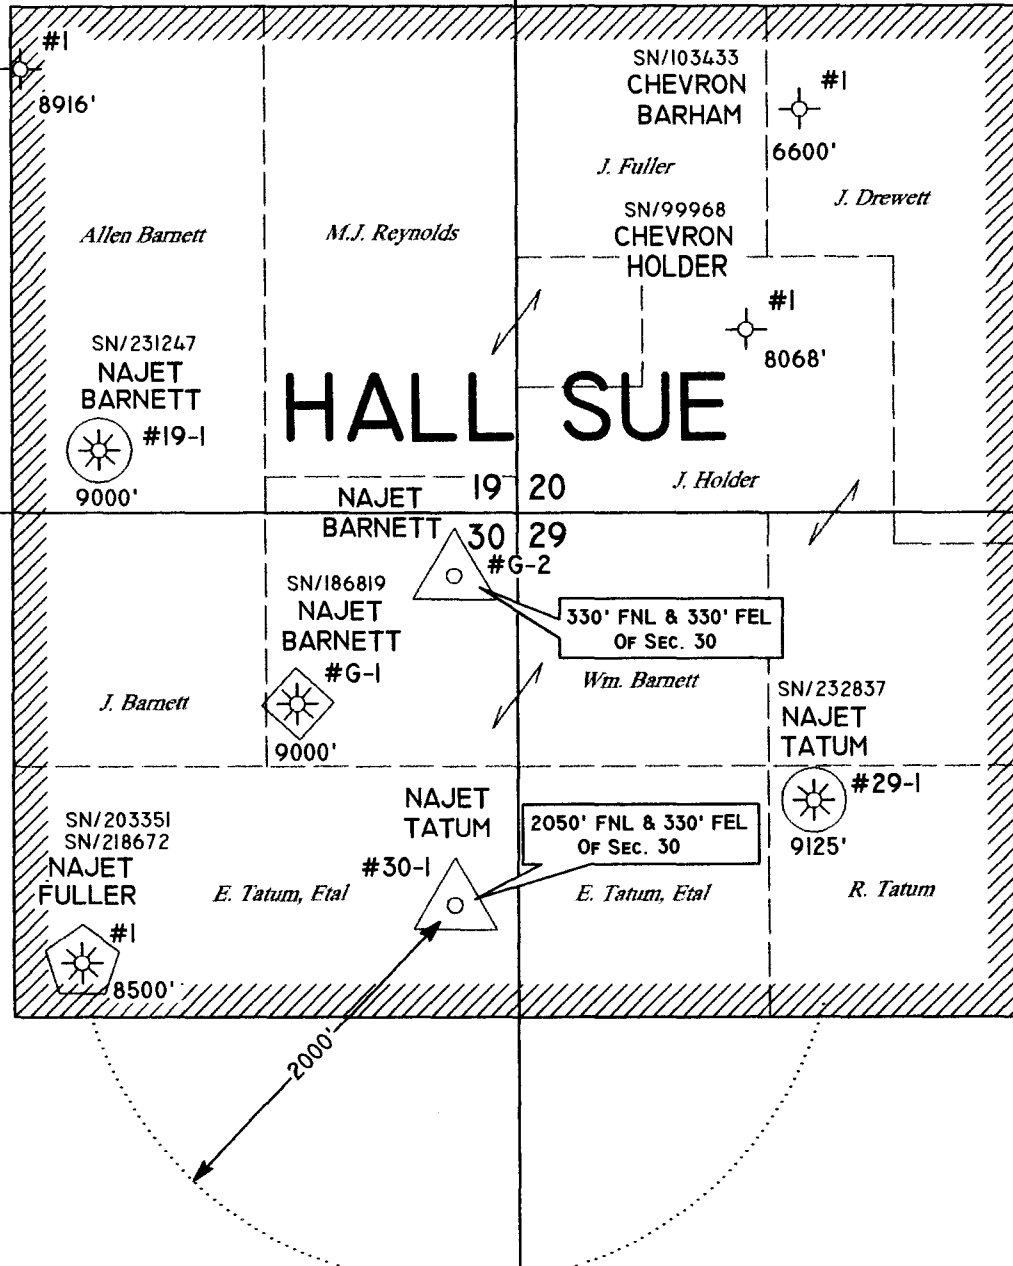 #1
8916'
SN/103433
CHEVRON
BARHAM
#1
6600'
J. Fuller
J. Drewett
Allen Barnett
M.J. Reynolds
SN/99968
CHEVRON
HOLDER
#1
8068'
SN/231247
NAJET
BARNETT
#19-1
9000'
HALL SUE
J. Holder
19 20
30 29
NAJET
BARNETT
#G-2
330' FNL & 330' FEL
OF SEC. 30
SN/186819
NAJET
BARNETT
#G-1
9000'
J. Barnett
Wm. Barnett
SN/232837
NAJET
TATUM
#29-1
9125'
NAJET
TATUM
#30-1
2050' FNL & 330' FEL
OF SEC. 30
SN/203351
SN/218672
NAJET
FULLER
#1
8500'
E. Tatum, Etal
E. Tatum, Etal
R. Tatum
2000'